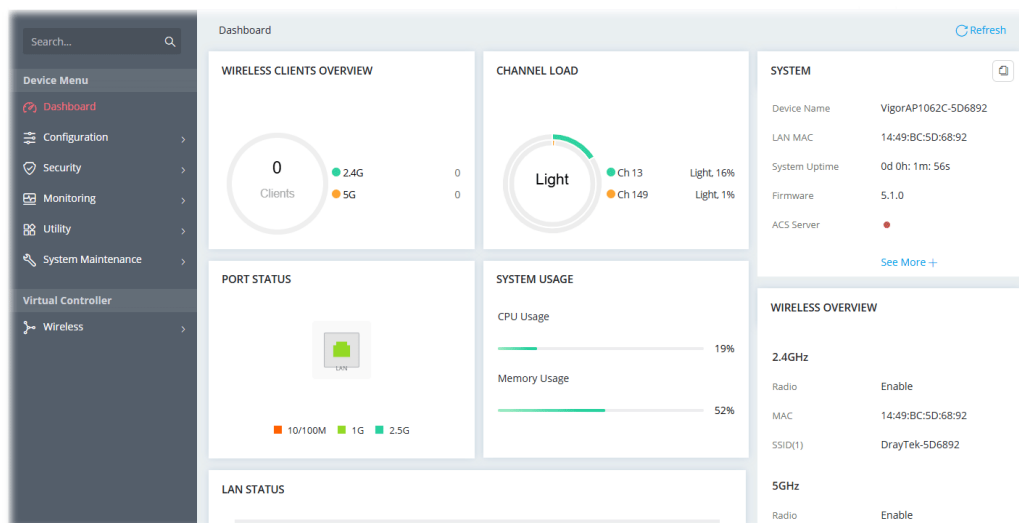 Search...
Device Menu
Dashboard
Configuration
Security
Monitoring
Utility
System Maintenance
Virtual Controller
Wireless
Dashboard
Refresh
WIRELESS CLIENTS OVERVIEW
0
Clients
2.4G 0
5G 0
CHANNEL LOAD
Light
Ch 13 Light, 16%
Ch 149 Light, 1%
SYSTEM
Device Name VigorAP1062C-5D6892
LAN MAC 14:49:BC:5D:68:92
System Uptime 0d 0h: 1m: 56s
Firmware 5.1.0
ACS Server
See More +
PORT STATUS
LAN
10/100M 1G 2.5G
SYSTEM USAGE
CPU Usage
19%
Memory Usage
52%
WIRELESS OVERVIEW
2.4GHz
Radio Enable
MAC 14:49:BC:5D:68:92
SSID(1) DrayTek-5D6892
5GHz
Radio Enable
LAN STATUS